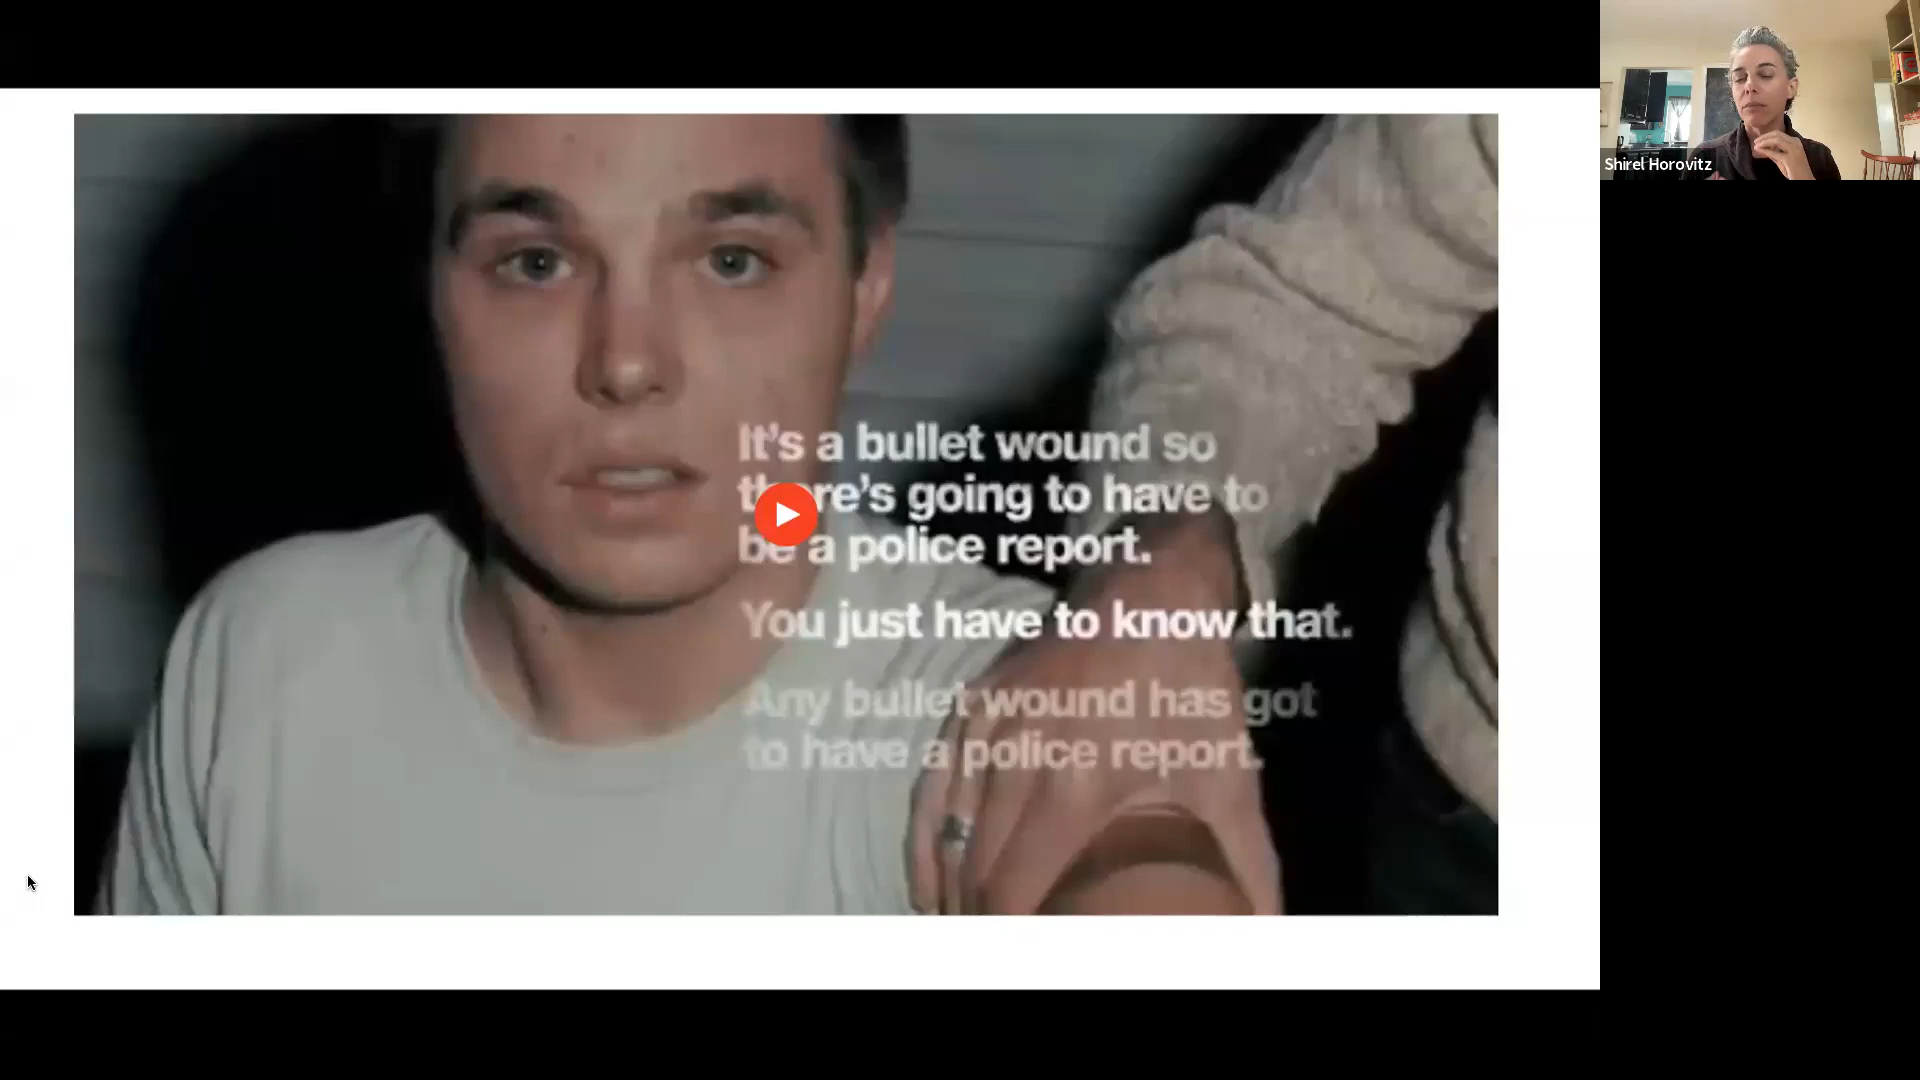 It's a bullet wound so
there's going to have to
be a police report.
You just have to know that.
Any bullet wound has got
to have a police report.
Shirel Horovitz